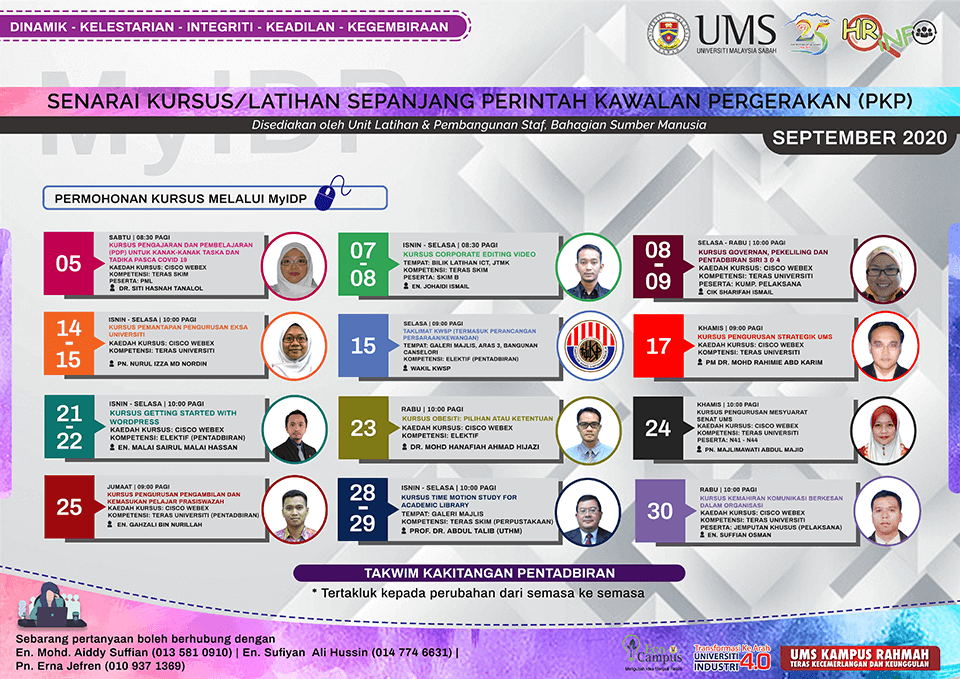 DINAMIK - KELESTARIAN - INTEGRITI - KEADILAN - KEGEMBIRAAN
UMS
UNIVERSITI MALAYSIA SABAH
25
HR
INFO
MyIDP
SENARAI KURSUS/LATIHAN SEPANJANG PERINTAH KAWALAN PERGERAKAN (PKP)
Disediakan oleh Unit Latihan & Pembangunan Staf, Bahagian Sumber Manusia
SEPTEMBER 2020
PERMOHONAN KURSUS MELALUI MyIDP
05
SABTU | 08:30 PAGI
KURSUS PENGAJARAN DAN PEMBELAJARAN
(PDP) UNTUK KANAK-KANAK TASKA DAN
TADIKA PASCA COVID 19
KAEDAH KURSUS: CISCO WEBEX
KOMPETENSI: TERAS SKIM
PESERTA: PML
DR. SITI HASNAH TANALOL
07
-
08
ISNIN - SELASA | 08:30 PAGI
KURSUS CORPORATE EDITING VIDEO
TEMPAT: BILIK LATIHAN ICT, JTMK
KOMPETENSI: TERAS SKIM
PESERTA: SKIM B
EN. JOHAIDI ISMAIL
08
-
09
SELASA - RABU | 10:00 PAGI
KURSUS GOVERNAN, PEKELILING DAN
PENTADBIRAN SIRI 3 & 4
KAEDAH KURSUS: CISCO WEBEX
KOMPETENSI: TERAS UNIVERSITI
PESERTA: KUMP. PELAKSANA
CIK SHARIFAH ISMAIL
14
-
15
ISNIN - SELASA | 10:00 PAGI
KURSUS PEMANTAPAN PENGURUSAN EKSA
UNIVERSITI
KAEDAH KURSUS: CISCO WEBEX
KOMPETENSI: TERAS UNIVERSITI
PN. NURUL IZZA MD NORDIN
15
SELASA | 09:00 PAGI
TAKLIMAT KWSP (TERMASUK PERANCANGAN
PERSARAAN/KEWANGAN)
TEMPAT: GALERI MAJLIS, ARAS 3, BANGUNAN
CANSELORI
KOMPETENSI: ELEKTIF (PENTADBIRAN)
WAKIL KWSP
17
KHAMIS | 09:00 PAGI
KURSUS PENGURUSAN STRATEGIK UMS
KAEDAH KURSUS: CISCO WEBEX
KOMPTENSI: TERAS UNIVERSITI
PM DR. MOHD RAHIMIE ABD KARIM
21
-
22
ISNIN - SELASA | 10:00 PAGI
KURSUS GETTING STARTED WITH
WORDPRESS
KAEDAH KURSUS: CISCO WEBEX
KOMPETENSI: ELEKTIF (PENTADBIRAN)
EN. MALAI SAIRUL MALAI HASSAN
23
RABU | 10:00 PAGI
KURSUS OBESITI: PILIHAN ATAU KETENTUAN
KAEDAH KURSUS: CISCO WEBEX
KOMPETENSI: ELEKTIF
DR. MOHD HANAFIAH AHMAD HIJAZI
24
KHAMIS | 10:00 PAGI
KURSUS PENGURUSAN MESYUARAT
SENAT UMS
KAEDAH KURSUS: CISCO WEBEX
KOMPETENSI: TERAS UNIVERSITI
PESERTA: N41 - N44
PN. MAJLIMAWATI ABDUL MAJID
25
JUMAAT | 09:00 PAGI
KURSUS PENGURUSAN PENGAMBILAN DAN
KEMASUKAN PELAJAR PRASISWAZAH
KAEDAH KURSUS: CISCO WEBEX
KOMPETENSI: TERAS UNIVERSITI (PENTADBIRAN)
EN. GAHZALI BIN NURILLAH
28
-
29
ISNIN - SELASA | 10:00 PAGI
KURSUS TIME MOTION STUDY FOR
ACADEMIC LIBRARY
TEMPAT: GALERI MAJLIS
KOMPETENSI: TERAS SKIM (PERPUSTAKAAN)
PROF. DR. ABDUL TALIB (UTHM)
30
RABU | 10:00 PAGI
KURSUS KEMAHIRAN KOMUNIKASI BERKESAN
DALAM ORGANISASI
KAEDAH KURSUS: CISCO WEBEX
KOMPETENSI: TERAS UNIVERSITI
PESERTA: JEMPUTAN KHUSUS (PELAKSANA)
EN. SUFFIAN OSMAN
TAKWIM KAKITANGAN PENTADBIRAN
* Tertakluk kepada perubahan dari semasa ke semasa
Sebarang pertanyaan boleh berhubung dengan
En. Mohd. Aiddy Suffian (013 581 0910) | En. Sufiyan Ali Hussin (014 774 6631) |
Pn. Erna Jefren (010 937 1369)
Eco
Campus
Transformasi Ke Arah
UNIVERSITI
INDUSTRI 4.0
UMS KAMPUS RAHMAH
TERAS KECEMERLANGAN DAN KEUNGGULAN